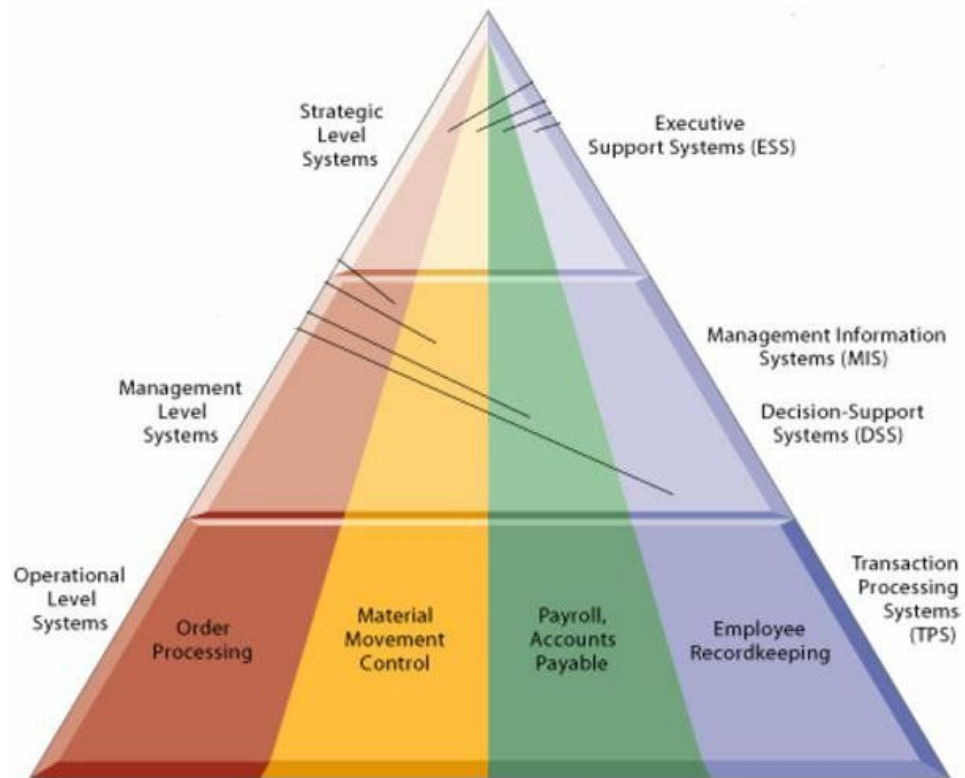 Strategic
Level
Systems
Executive
Support Systems (ESS)
Management Information
Systems (MIS)
Management
Level
Systems
Decision-Support
Systems (DSS)
Operational
Level
Systems
Transaction
Processing
Systems
(TPS)
Order
Processing
Material
Movement
Control
Payroll,
Accounts
Payable
Employee
Recordkeeping